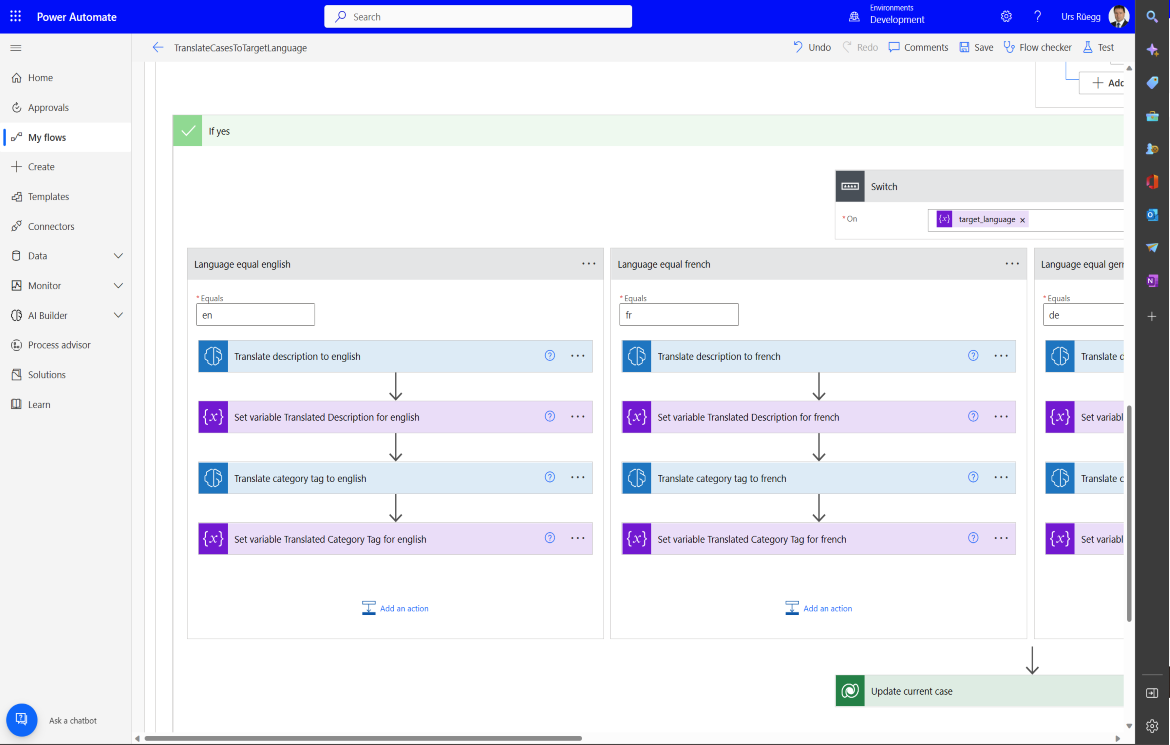 Power Automate
Search
Environments
Development
Urs Rüegg
TranslateCasesToTargetLanguage
Undo
Redo
Comments
Save
Flow checker
Test
Home
Approvals
My flows
Create
Templates
Connectors
Data
Monitor
AI Builder
Process advisor
Solutions
Learn
Ask a chatbot
Add
If yes
Switch
* On
{x} target_language x
Language equal english
Language equal french
Language equal ger
* Equals
* Equals
* Equals
en
fr
de
Translate description to english
Translate description to french
Translate
{x} Set variable Translated Description for english
{x} Set variable Translated Description for french
{x} Set variabl
Translate category tag to english
Translate category tag to french
Translate c
{x} Set variable Translated Category Tag for english
{x} Set variable Translated Category Tag for french
{x} Set variabl
Add an action
Add an action
Update current case